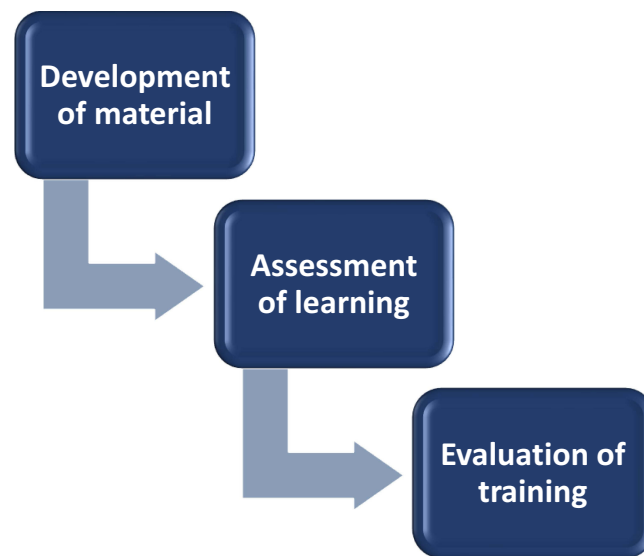 Development
of material
Assessment
of learning
Evaluation of
training